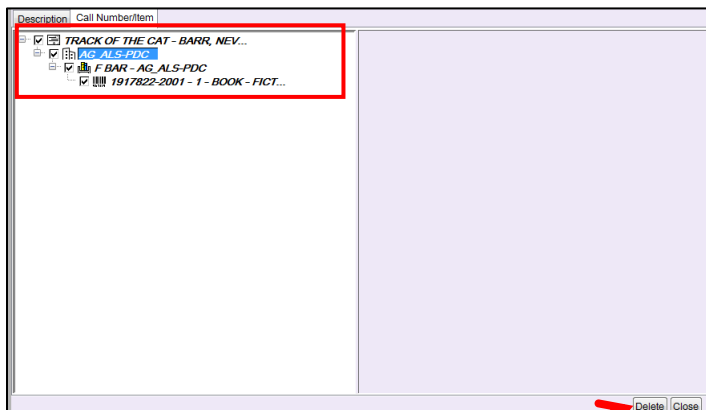 Description Call Number/Item
TRACK OF THE CAT - BARR, NEV...
AG_ALS-PDC
F BAR - AG_ALS-PDC
1917822-2001 - 1 - BOOK - FICT...
Delete Close